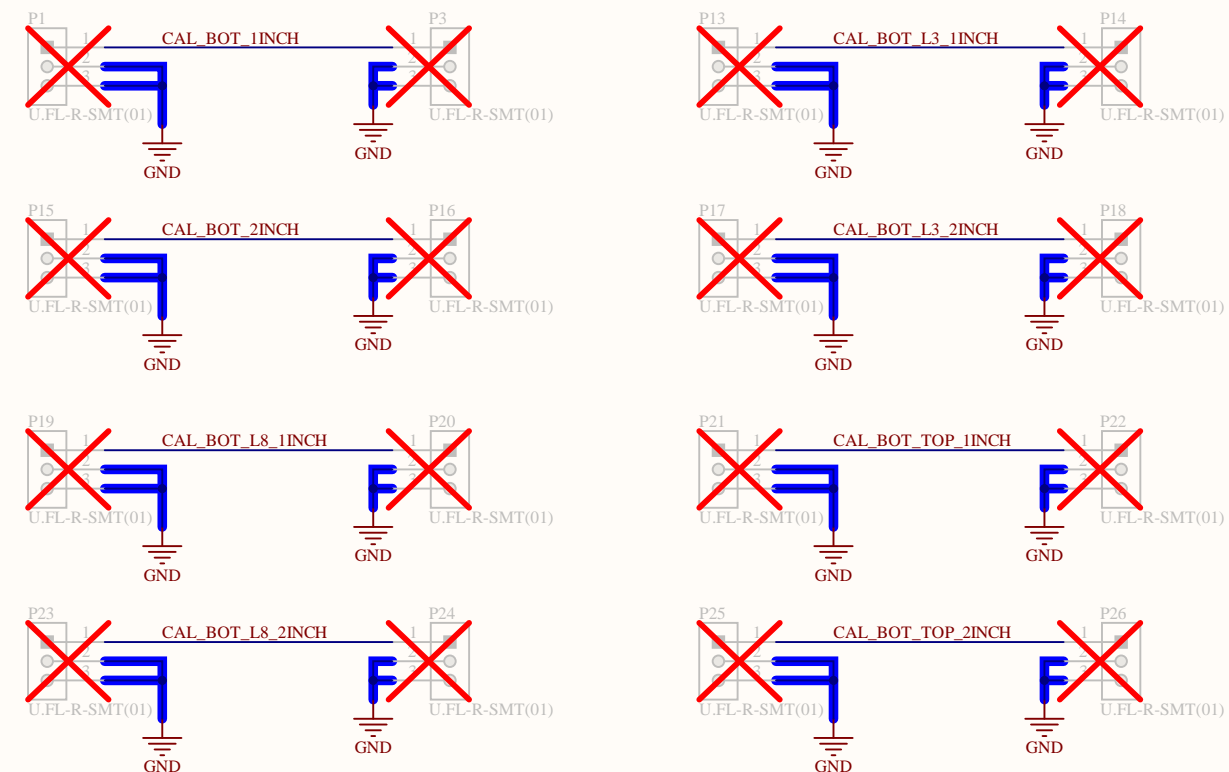 P1 P3 P13 P14
1 CAL_BOT_1INCH 1 1 CAL_BOT_L3_1INCH 1
2 2 2 2
3 3 3 3
U.FL-R-SMT(01) U.FL-R-SMT(01) U.FL-R-SMT(01) U.FL-R-SMT(01)
GND GND
GND GND
P15 P16 P17 P18
1 CAL_BOT_2INCH 1 1 CAL_BOT_L3_2INCH 1
2 2 2 2
3 3 3 3
U.FL-R-SMT(01) U.FL-R-SMT(01) U.FL-R-SMT(01) U.FL-R-SMT(01)
GND GND
GND GND
P19 P20 P21 P22
1 CAL_BOT_L8_1INCH 1 1 CAL_BOT_TOP_1INCH 1
2 2 2 2
3 3 3 3
U.FL-R-SMT(01) U.FL-R-SMT(01) U.FL-R-SMT(01) U.FL-R-SMT(01)
GND GND
GND GND
P23 P24 P25 P26
1 CAL_BOT_L8_2INCH 1 1 CAL_BOT_TOP_2INCH 1
2 2 2 2
3 3 3 3
U.FL-R-SMT(01) U.FL-R-SMT(01) U.FL-R-SMT(01) U.FL-R-SMT(01)
GND GND
GND GND